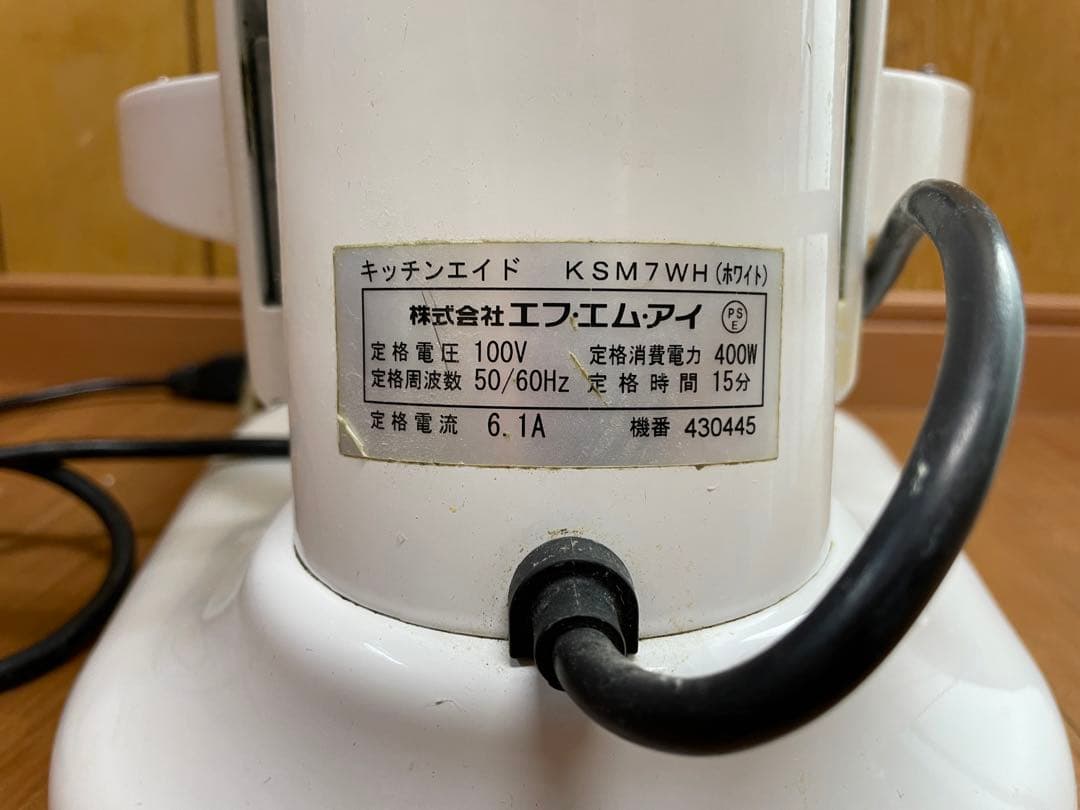 キッチンエイド KSM7WH(ホワイト)
株式会社 エフ・エム・アイ PSE
定格電圧 100V 定格消費電力 400W
定格周波数 50/60Hz 定格時間 15分
定格電流 6.1A 機番 430445